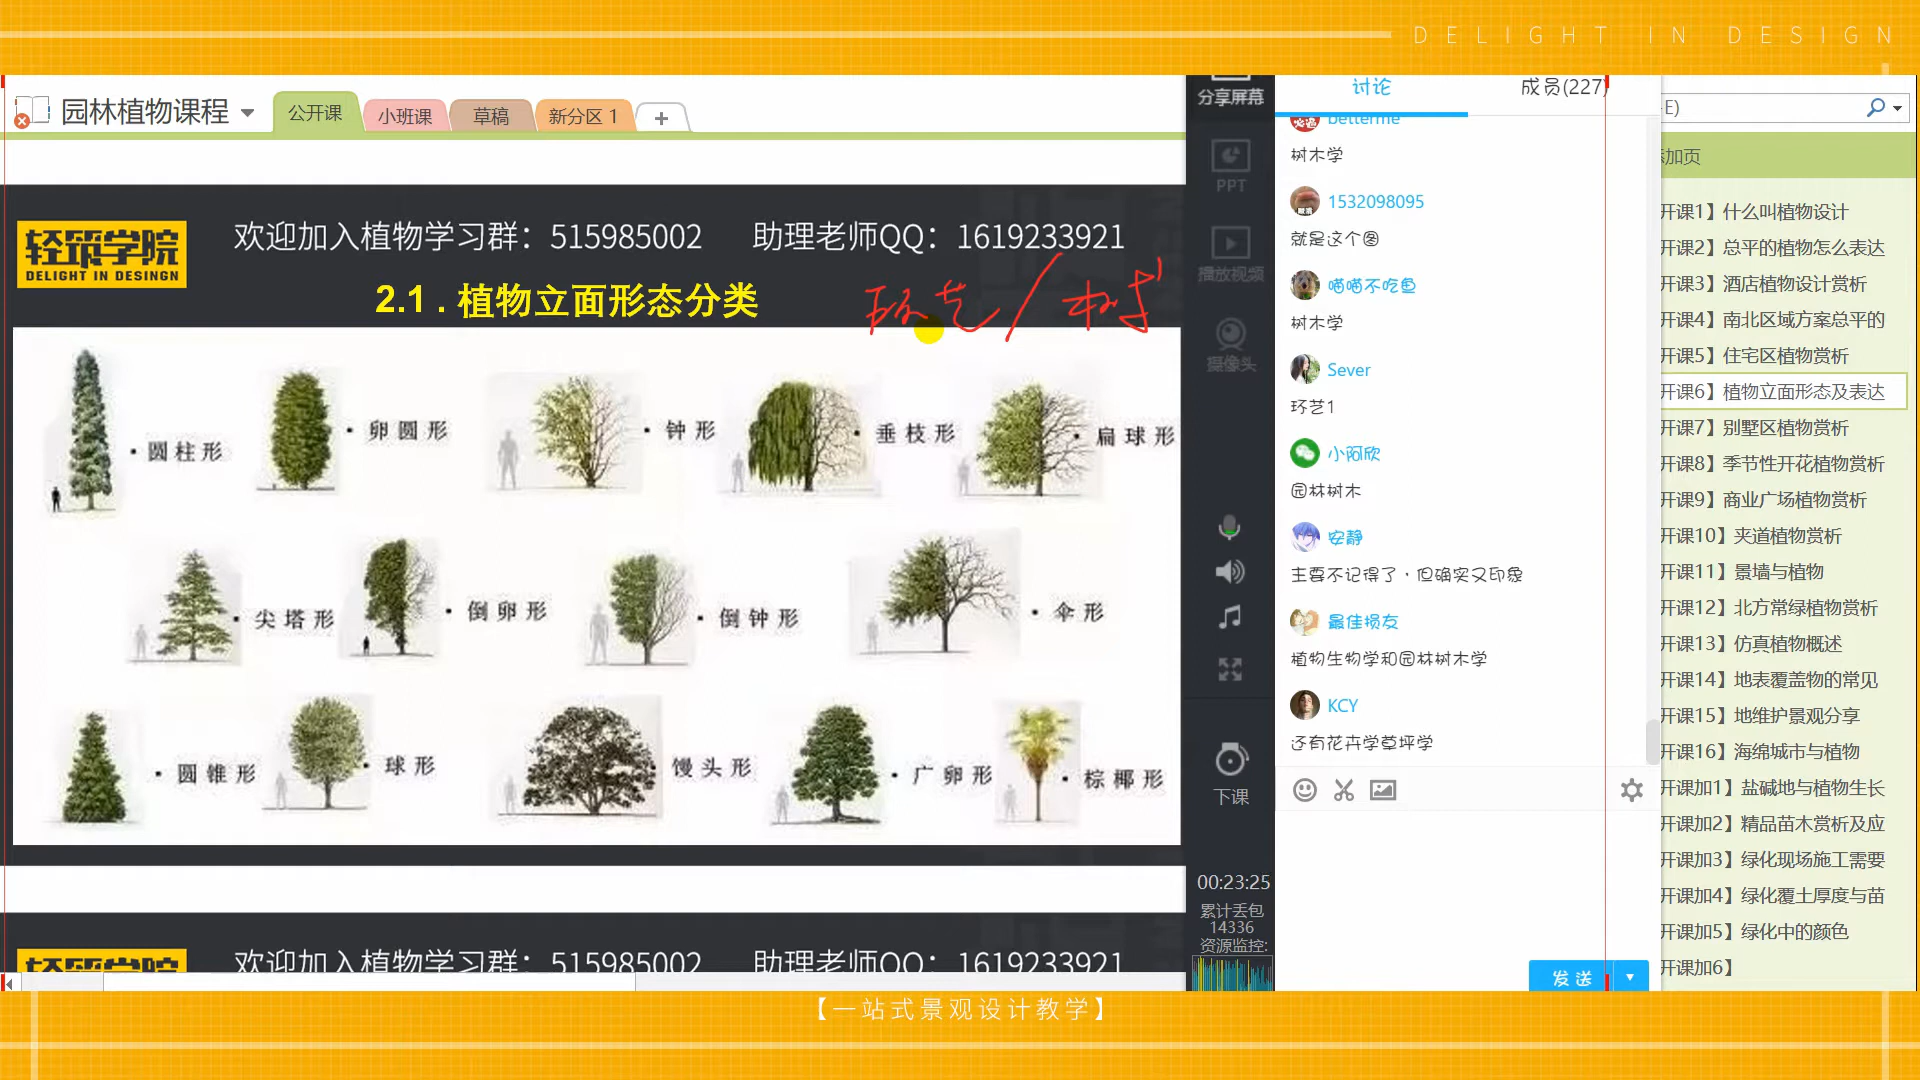 DELIGHT IN DESIGN
园林植物课程
公开课
小班课
草稿
新分区 1
轻筑学院
DELIGHT IN DESINGN
欢迎加入植物学习群：515985002
助理老师QQ：1619233921
2.1 . 植物立面形态分类
环艺/树
· 圆柱形
· 卵圆形
· 钟形
· 垂枝形
· 扁球形
· 尖塔形
· 倒卵形
· 倒钟形
· 伞形
· 圆锥形
· 球形
馒头形
· 广卵形
· 棕椰形
轻筑学院
欢迎加入植物学习群：515985002
助理老师QQ：1619233921
分享屏幕
PPT
播放视频
摄像头
下课
00:23:25
累计丢包
14336
资源监控:
讨论
成员(227)
betterme
树木学
1532098095
就是这个图
喵喵不吃鱼
树木学
Sever
环艺1
小阿欣
园林树木
安静
主要不记得了，但确实又印象
最佳损友
植物生物学和园林树木学
KCY
还有花卉学草坪学
发送
E)
加页
开课1】什么叫植物设计
开课2】总平的植物怎么表达
开课3】酒店植物设计赏析
开课4】南北区域方案总平的
开课5】住宅区植物赏析
开课6】植物立面形态及表达
开课7】别墅区植物赏析
开课8】季节性开花植物赏析
开课9】商业广场植物赏析
开课10】夹道植物赏析
开课11】景墙与植物
开课12】北方常绿植物赏析
开课13】仿真植物概述
开课14】地表覆盖物的常见
开课15】地维护景观分享
开课16】海绵城市与植物
开课加1】盐碱地与植物生长
开课加2】精品苗木赏析及应
开课加3】绿化现场施工需要
开课加4】绿化覆土厚度与苗
开课加5】绿化中的颜色
开课加6】
【一站式景观设计教学】